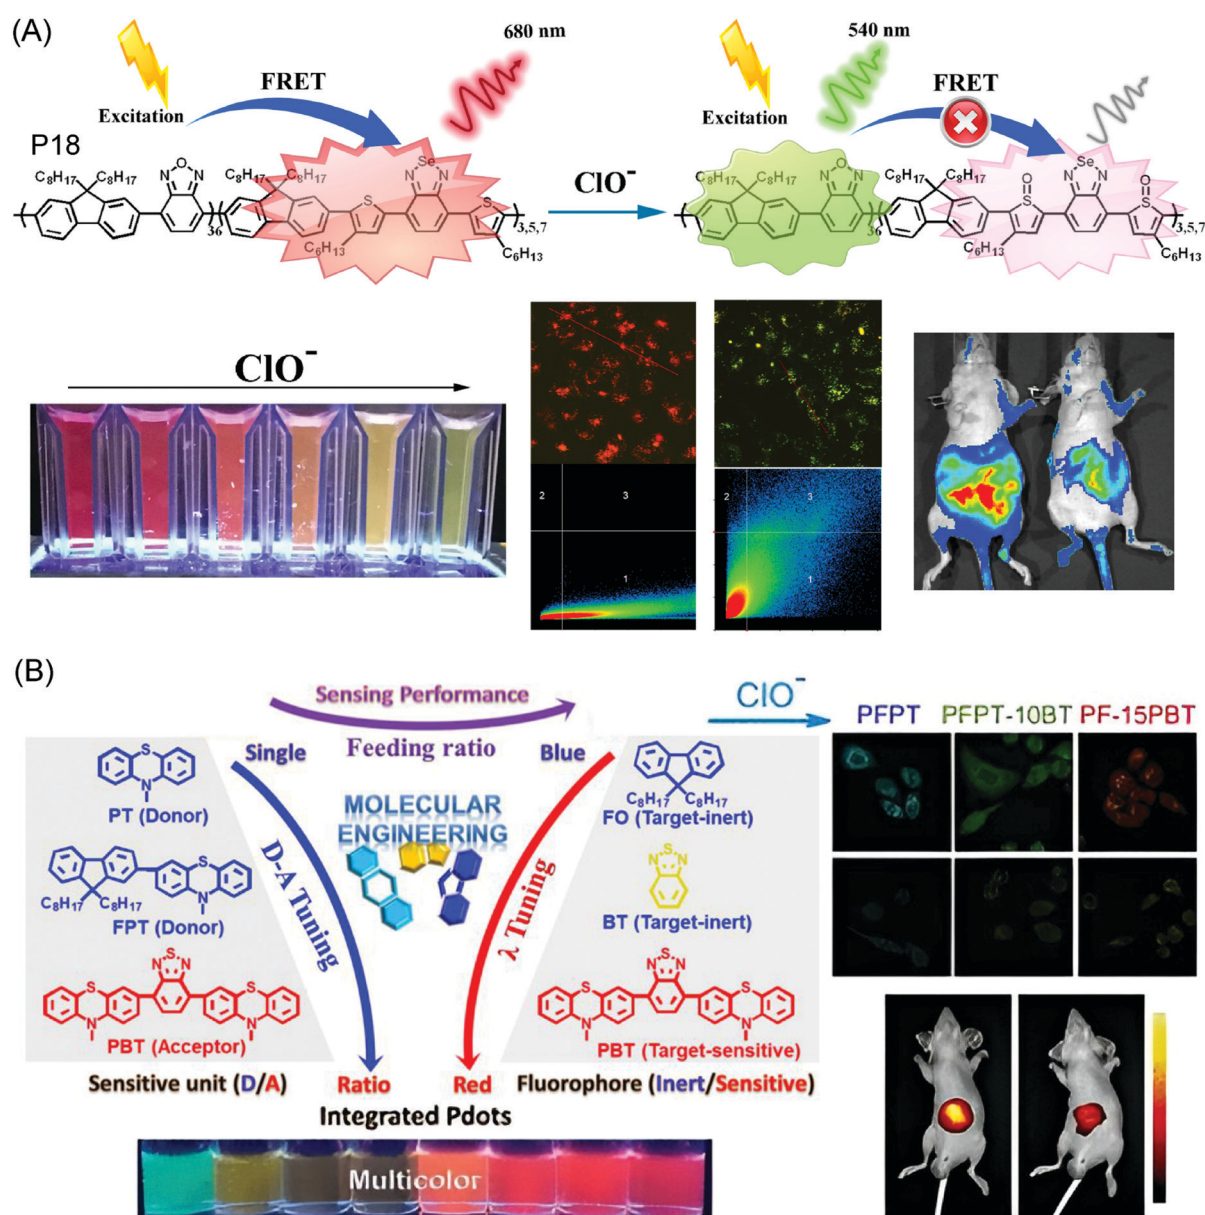 (A)
680 nm
540 nm
FRET
FRET
Excitation
Excitation
P18
C8H17
C8H17
N
O
N
C8H17
C8H17
N
Se
N
S
S
36
3,5,7
C6H13
C6H13
ClO-
C8H17
C8H17
N
O
N
C8H17
C8H17
N
Se
N
O
S
O
S
36
3,5,7
C6H13
C6H13
ClO-
2
3
1
2
3
1
(B)
Sensing Performance
Feeding ratio
Single
Blue
ClO-
PFPT
PFPT-10BT
PF-15PBT
S
N
PT (Donor)
C8H17 C8H17
FO (Target-inert)
MOLECULAR
ENGINEERING
D-A Tuning
λ Tuning
S
N
C8H17 C8H17
FPT (Donor)
N
S
N
BT (Target-inert)
N
S
N
S
N
S
N
PBT (Acceptor)
N
S
N
S
N
S
N
PBT (Target-sensitive)
Sensitive unit (D/A)
Ratio
Red
Fluorophore (Inert/Sensitive)
Integrated Pdots
Multicolor